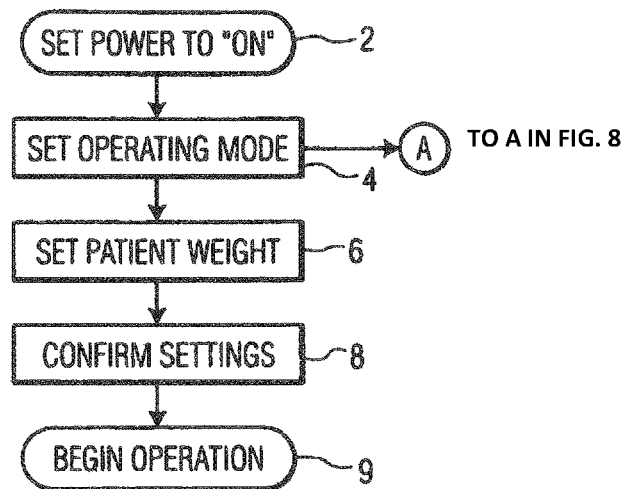 SET POWER TO "ON"
2
SET OPERATING MODE
4
A
TO A IN FIG. 8
SET PATIENT WEIGHT
6
CONFIRM SETTINGS
8
BEGIN OPERATION
9